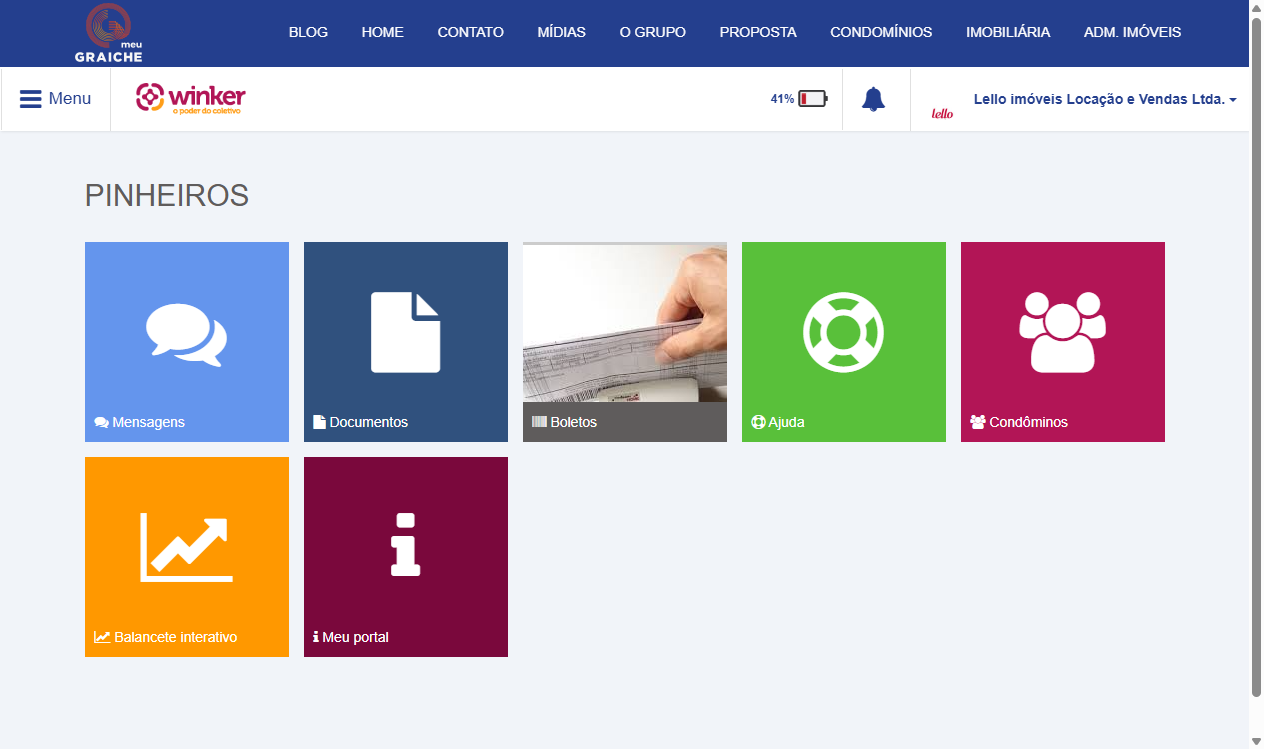 meu
GRAICHE
BLOG HOME CONTATO MÍDIAS O GRUPO PROPOSTA CONDOMÍNIOS IMOBILIÁRIA ADM. IMÓVEIS
Menu
winker
o poder do coletivo
41%
lello
Lello imóveis Locação e Vendas Ltda.
PINHEIROS
Mensagens
Documentos
Boletos
Ajuda
Condôminos
Balancete interativo
Meu portal